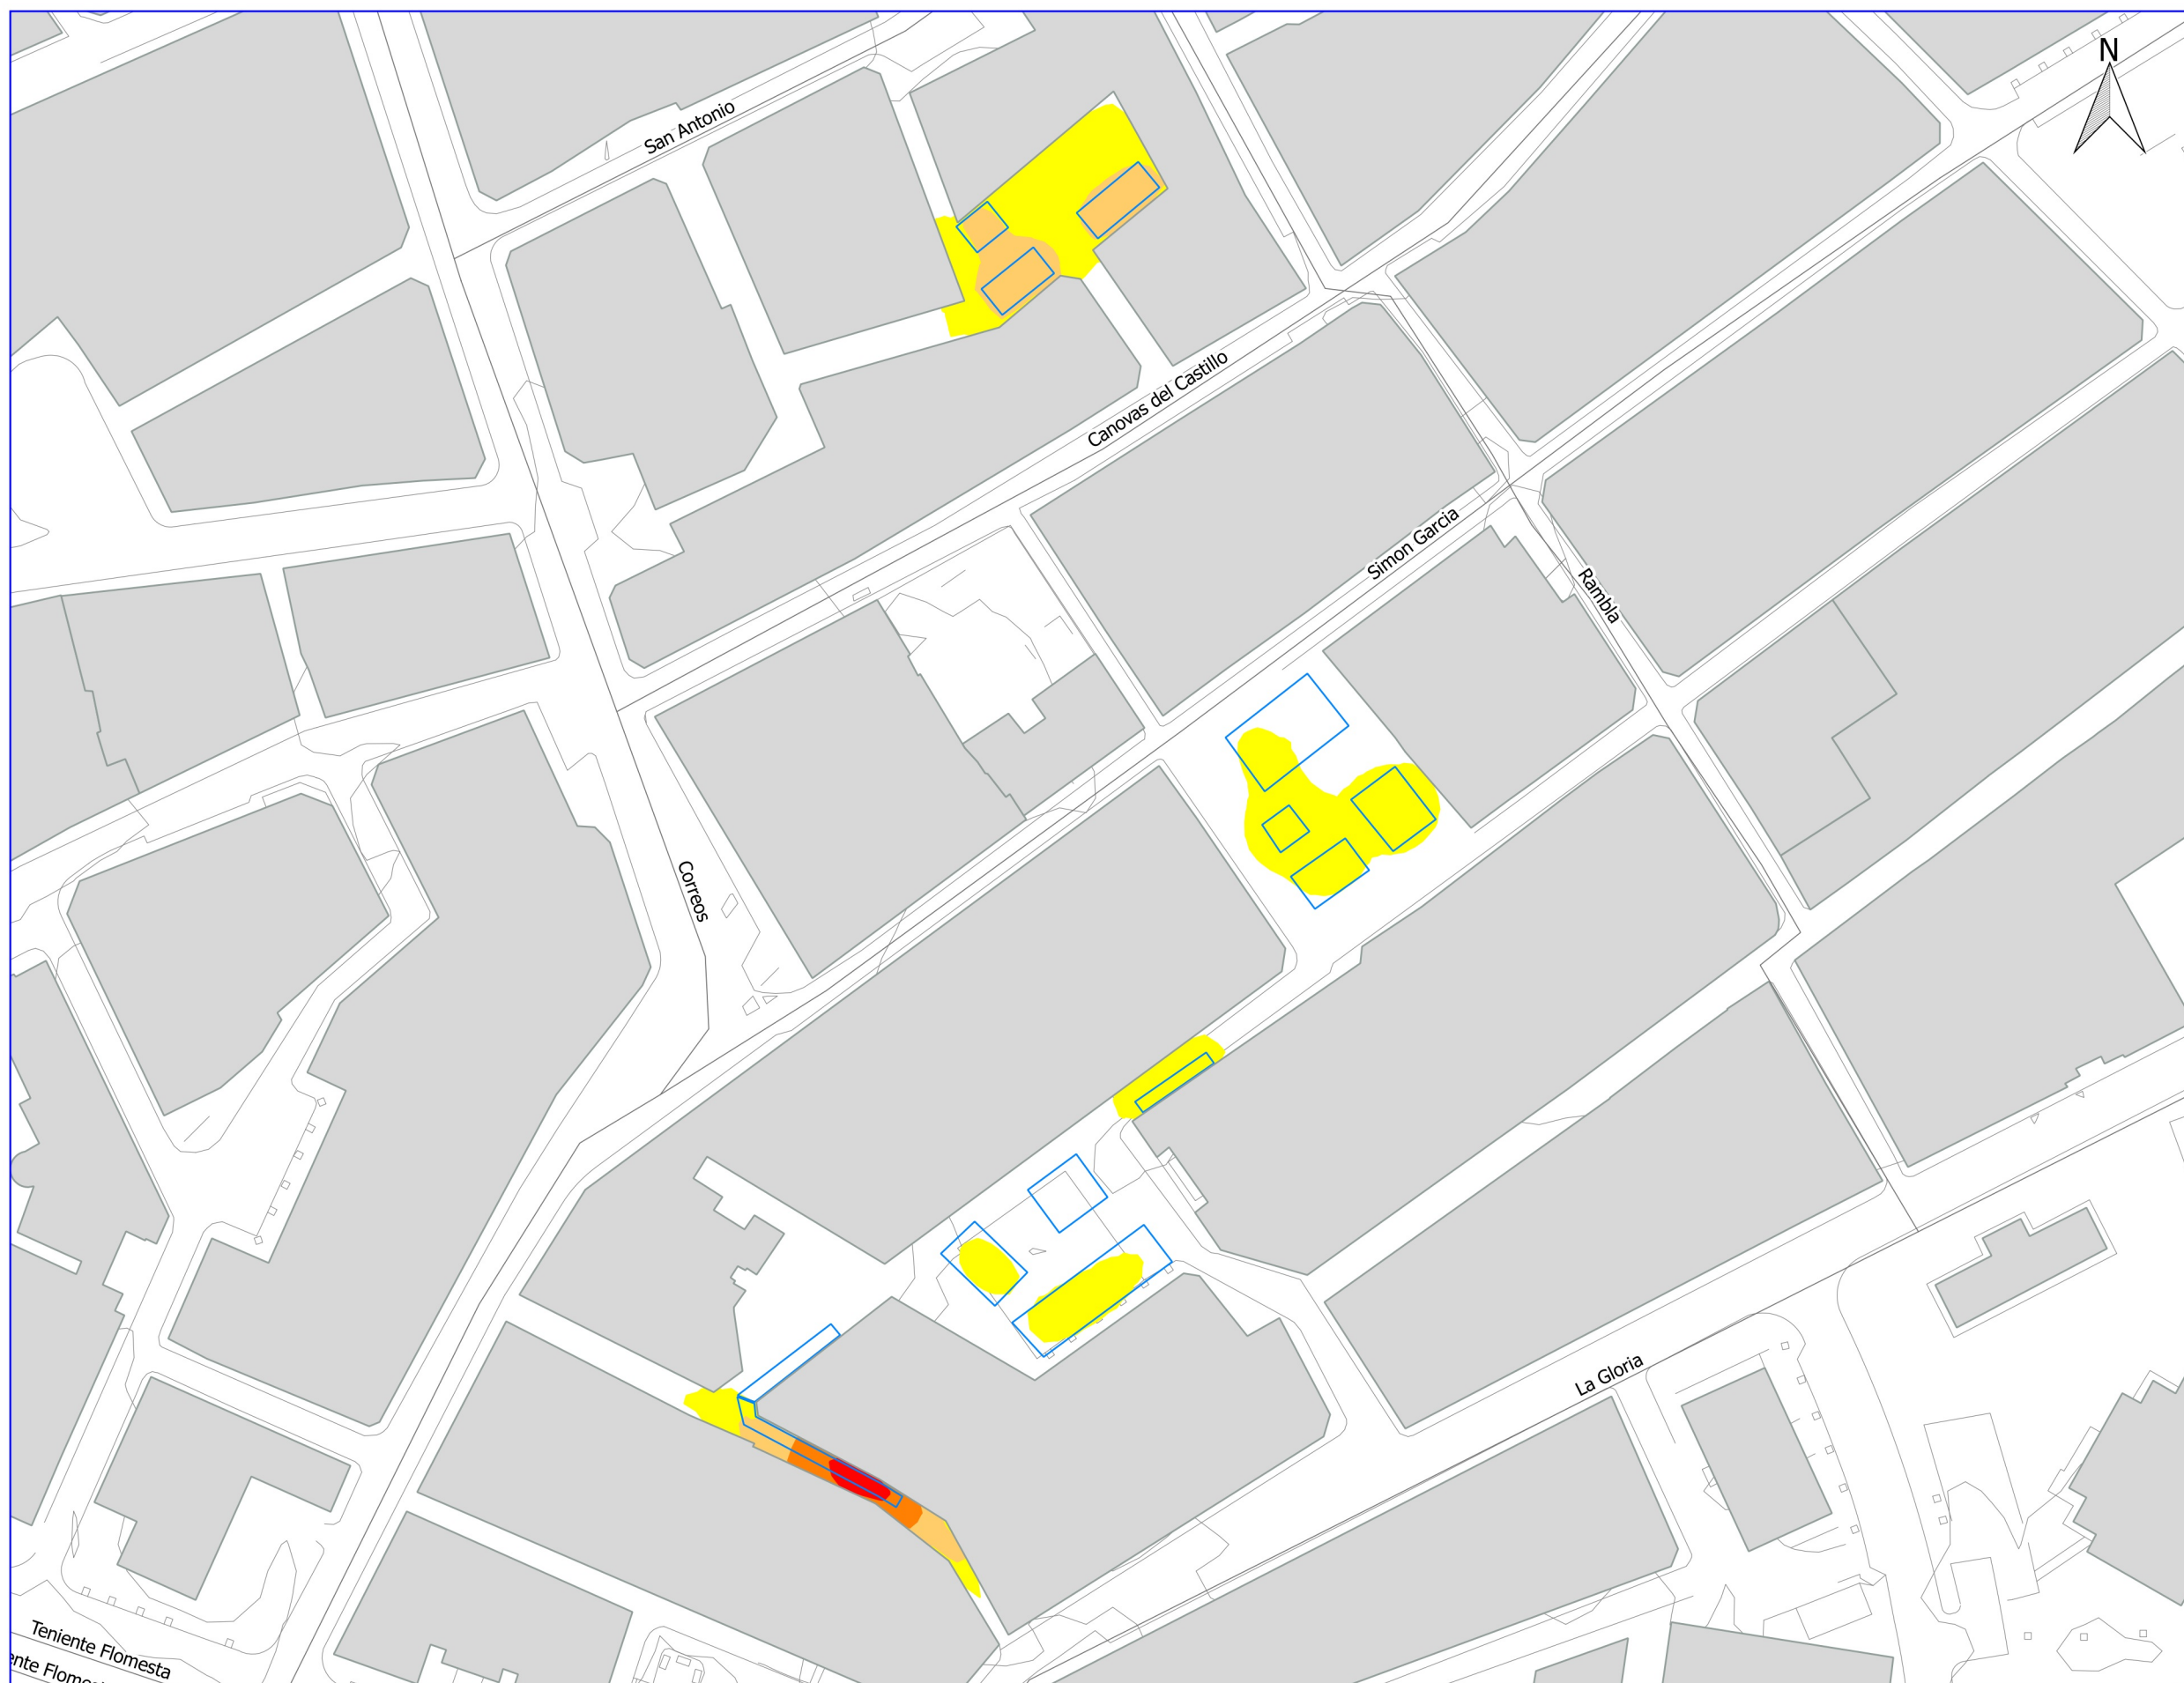 N
San Antonio
Canovas del Castillo
Simon Garcia
Rambla
Correos
La Gloria
Teniente Flomesta